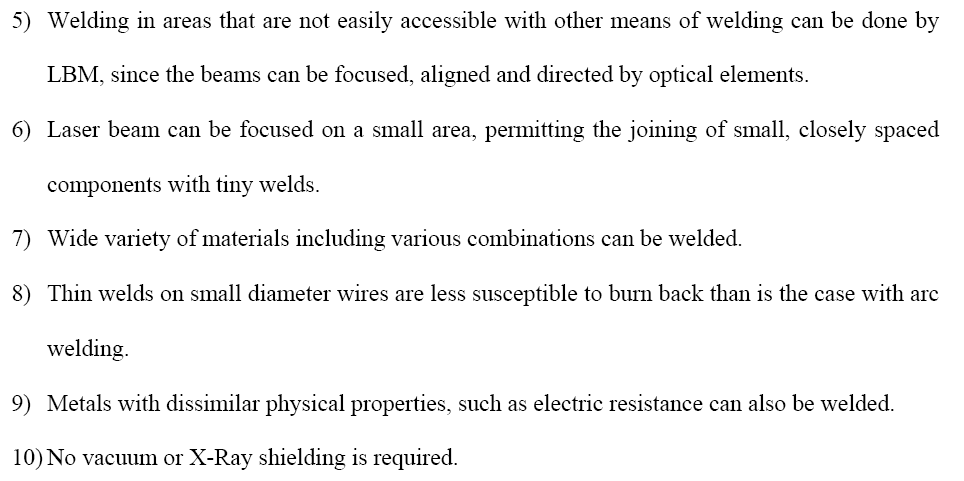 5) Welding in areas that are not easily accessible with other means of welding can be done by
LBM, since the beams can be focused, aligned and directed by optical elements.
6) Laser beam can be focused on a small area, permitting the joining of small, closely spaced
components with tiny welds.
7) Wide variety of materials including various combinations can be welded.
8) Thin welds on small diameter wires are less susceptible to burn back than is the case with arc
welding.
9) Metals with dissimilar physical properties, such as electric resistance can also be welded.
10) No vacuum or X-Ray shielding is required.